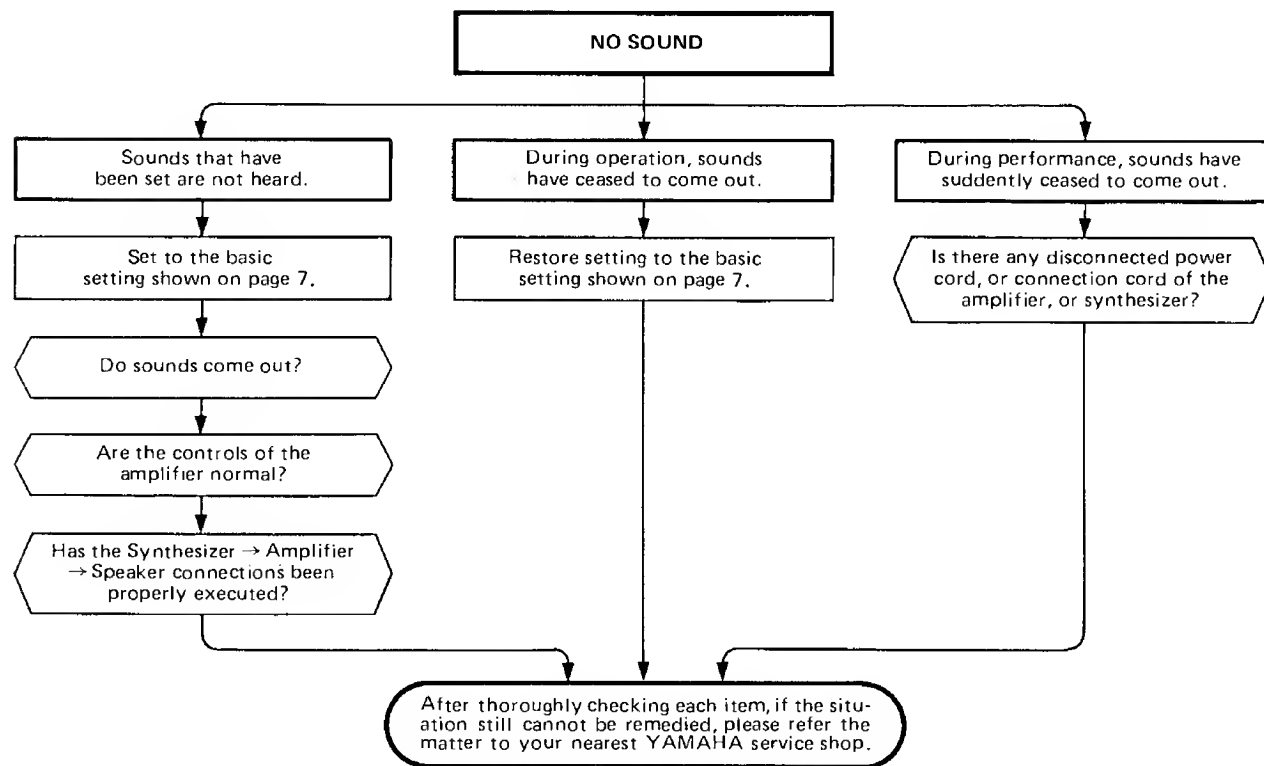 NO SOUND
Sounds that have
been set are not heard.
Set to the basic
setting shown on page 7.
Do sounds come out?
Are the controls of the
amplifier normal?
Has the Synthesizer → Amplifier
→ Speaker connections been
properly executed?
During operation, sounds
have ceased to come out.
Restore setting to the basic
setting shown on page 7.
During performance, sounds have
suddently ceased to come out.
Is there any disconnected power
cord, or connection cord of the
amplifier, or synthesizer?
After thoroughly checking each item, if the situ-
ation still cannot be remedied, please refer the
matter to your nearest YAMAHA service shop.